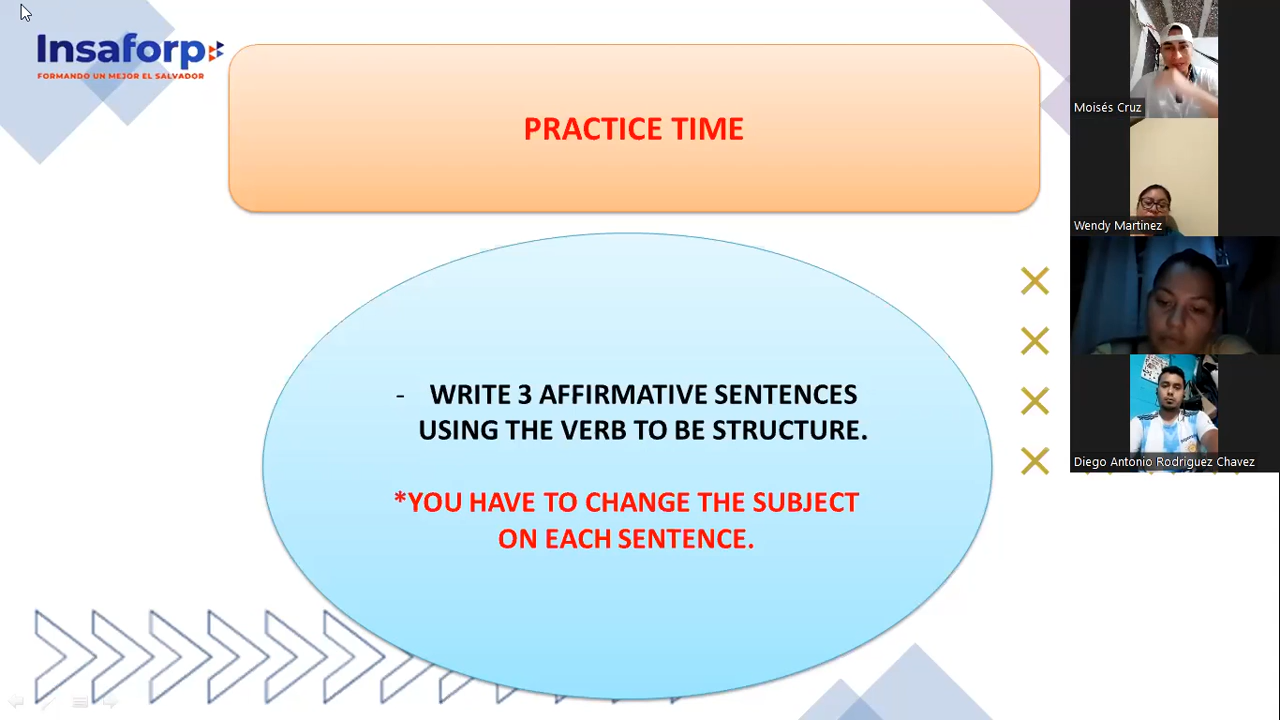 Insaforp
FORMANDO UN MEJOR EL SALVADOR
PRACTICE TIME
- WRITE 3 AFFIRMATIVE SENTENCES
USING THE VERB TO BE STRUCTURE.
*YOU HAVE TO CHANGE THE SUBJECT
ON EACH SENTENCE.
Moisés Cruz
Wendy Martinez
Diego Antonio Rodriguez Chavez